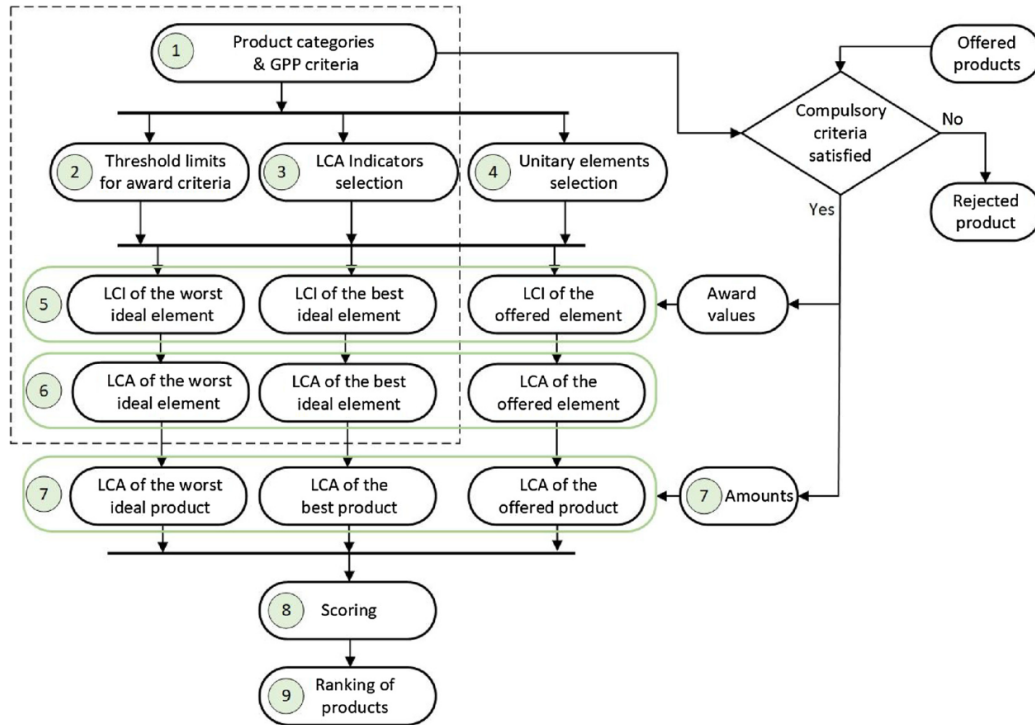 1
Product categories
& GPP criteria
Offered
products
Compulsory
criteria
satisfied
No
Yes
Rejected
product
2
Threshold limits
for award criteria
3
LCA Indicators
selection
4
Unitary elements
selection
5
LCI of the worst
ideal element
LCI of the best
ideal element
LCI of the
offered element
Award
values
6
LCA of the worst
ideal element
LCA of the best
ideal element
LCA of the
offered element
7
LCA of the worst
ideal product
LCA of the
best product
LCA of the
offered product
7 Amounts
8
Scoring
9
Ranking of
products